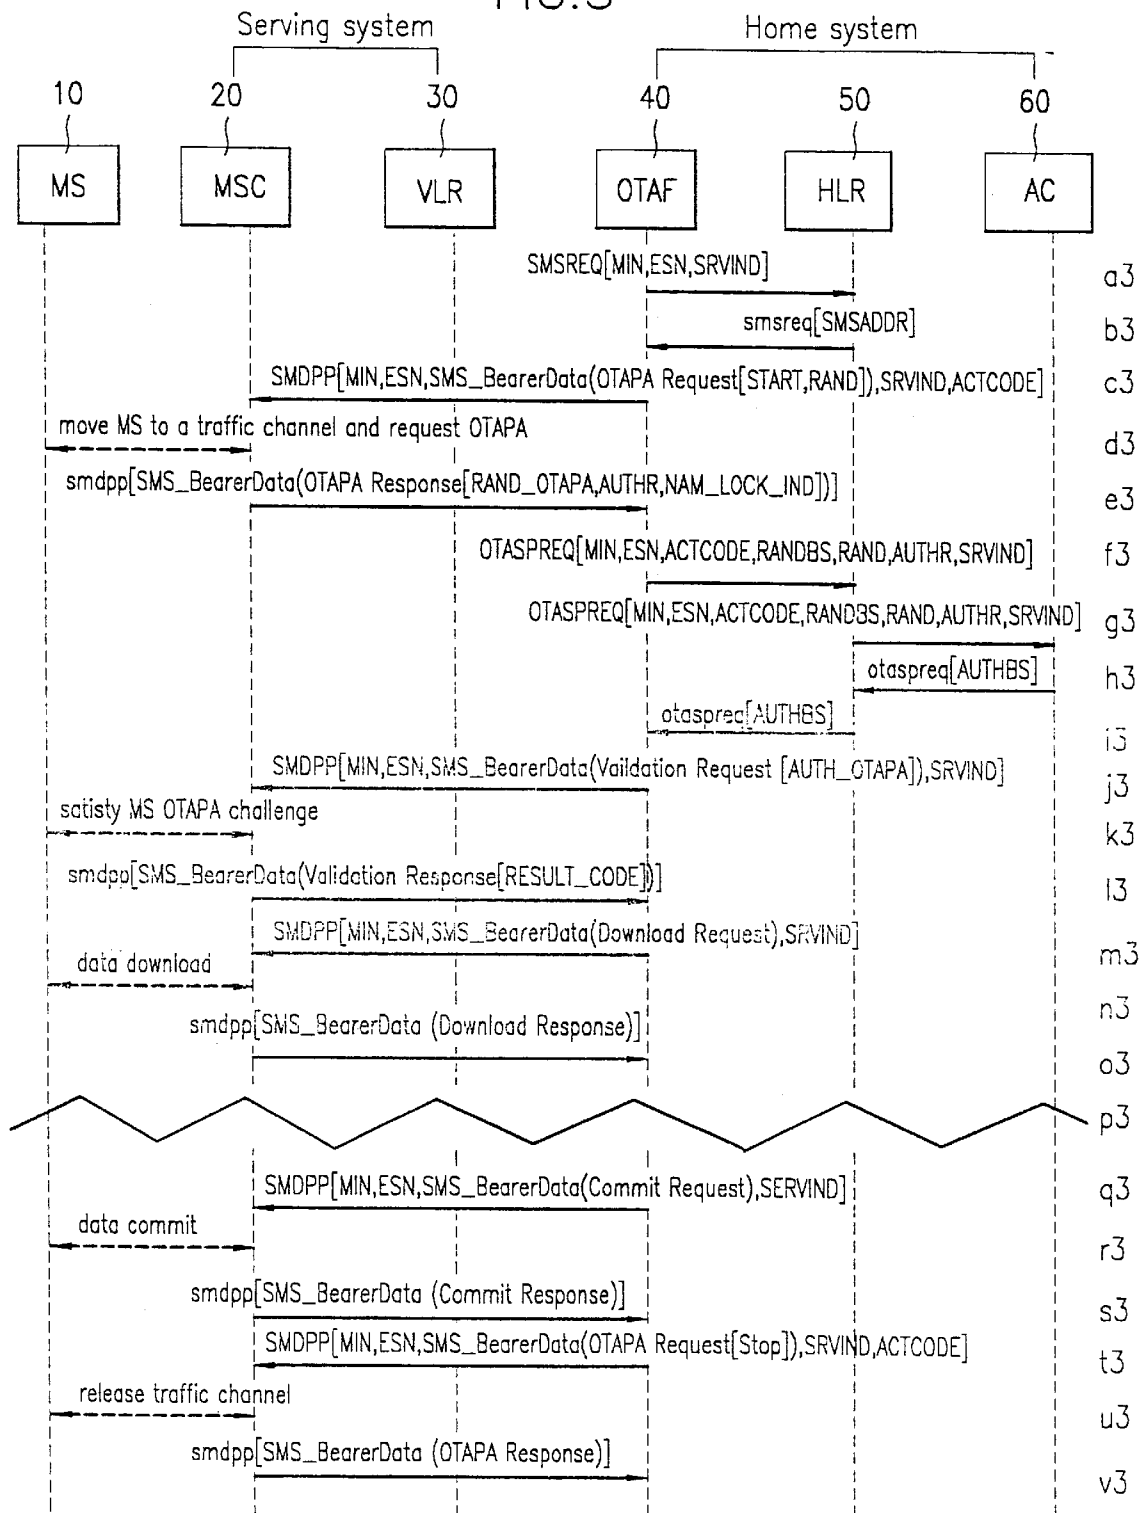 Serving system
Home system
10 20 30 40 50 60
MS MSC VLR OTAF HLR AC
SMSREQ[MIN,ESN,SRVIND] a3
smsreq[SMSADDR] b3
SMDPP[MIN,ESN,SMS_BearerData(OTAPA Request[START,RAND]),SRVIND,ACTCODE] c3
move MS to a traffic channel and request OTAPA d3
smdpp[SMS_BearerData(OTAPA Response[RAND_OTAPA,AUTHR,NAM_LOCK_IND])] e3
OTASPREQ[MIN,ESN,ACTCODE,RANDBS,RAND,AUTHR,SRVIND] f3
OTASPREQ[MIN,ESN,ACTCODE,RANDBS,RAND,AUTHR,SRVIND] g3
otaspreq[AUTHBS] h3
otaspreq[AUTHBS] i3
SMDPP[MIN,ESN,SMS_BearerData(Vaildation Request [AUTH_OTAPA]),SRVIND] j3
satisty MS OTAPA challenge k3
smdpp[SMS_BearerData(Validation Response[RESULT_CODE])] l3
SMDPP[MIN,ESN,SMS_BearerData(Download Request),SRVIND] m3
data download n3
smdpp[SMS_BearerData (Download Response)] o3
p3
SMDPP[MIN,ESN,SMS_BearerData(Commit Request),SERVIND] q3
data commit r3
smdpp[SMS_BearerData (Commit Response)] s3
SMDPP[MIN,ESN,SMS_BearerData(OTAPA Request[Stop]),SRVIND,ACTCODE] t3
release traffic channel u3
smdpp[SMS_BearerData (OTAPA Response)] v3